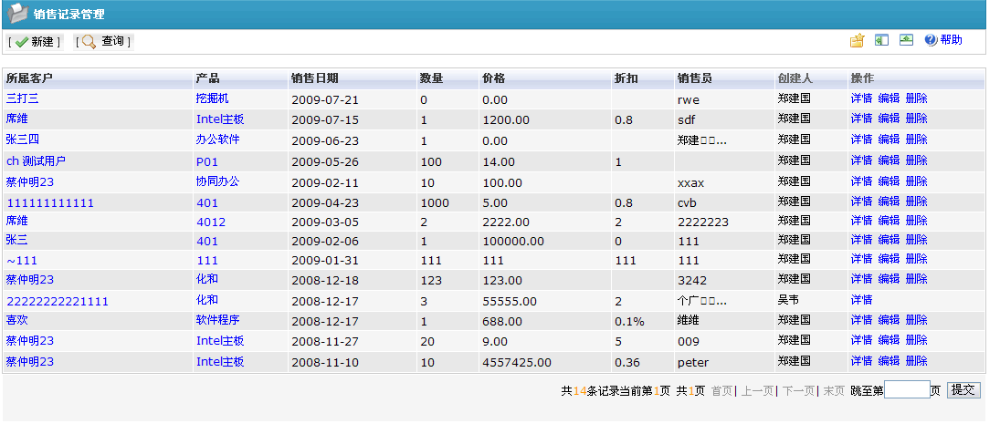 销售记录管理
[ 新建 ] [ 查询 ] 帮助
所属客户 产品 销售日期 数量 价格 折扣 销售员 创建人 操作
三打三 挖掘机 2009-07-21 0 0.00 rwe 郑建国 详情 编辑 删除
席维 Intel主板 2009-07-15 1 1200.00 0.8 sdf 郑建国 详情 编辑 删除
张三四 办公软件 2009-06-23 1 0.00 郑建□□... 郑建国 详情 编辑 删除
ch 测试用户 P01 2009-05-26 100 14.00 1 郑建国 详情 编辑 删除
蔡仲明23 协同办公 2009-02-11 10 100.00 xxax 郑建国 详情 编辑 删除
111111111111 401 2009-04-23 1000 5.00 0.8 cvb 郑建国 详情 编辑 删除
席维 4012 2009-03-05 2 2222.00 2 2222223 郑建国 详情 编辑 删除
张三 401 2009-02-06 1 100000.00 0 111 郑建国 详情 编辑 删除
~111 111 2009-01-31 111 111 111 111 郑建国 详情 编辑 删除
蔡仲明23 化和 2008-12-18 123 123.00 3242 郑建国 详情 编辑 删除
22222222221111 化和 2008-12-17 3 55555.00 2 个广□□... 吴韦 详情
喜欢 软件程序 2008-12-17 1 688.00 0.1% 维维 郑建国 详情 编辑 删除
蔡仲明23 Intel主板 2008-11-27 20 9.00 5 009 郑建国 详情 编辑 删除
蔡仲明23 Intel主板 2008-11-10 10 4557425.00 0.36 peter 郑建国 详情 编辑 删除
共14条记录当前第1页 共1页 首页| 上一页| 下一页| 末页 跳至第 页 提交